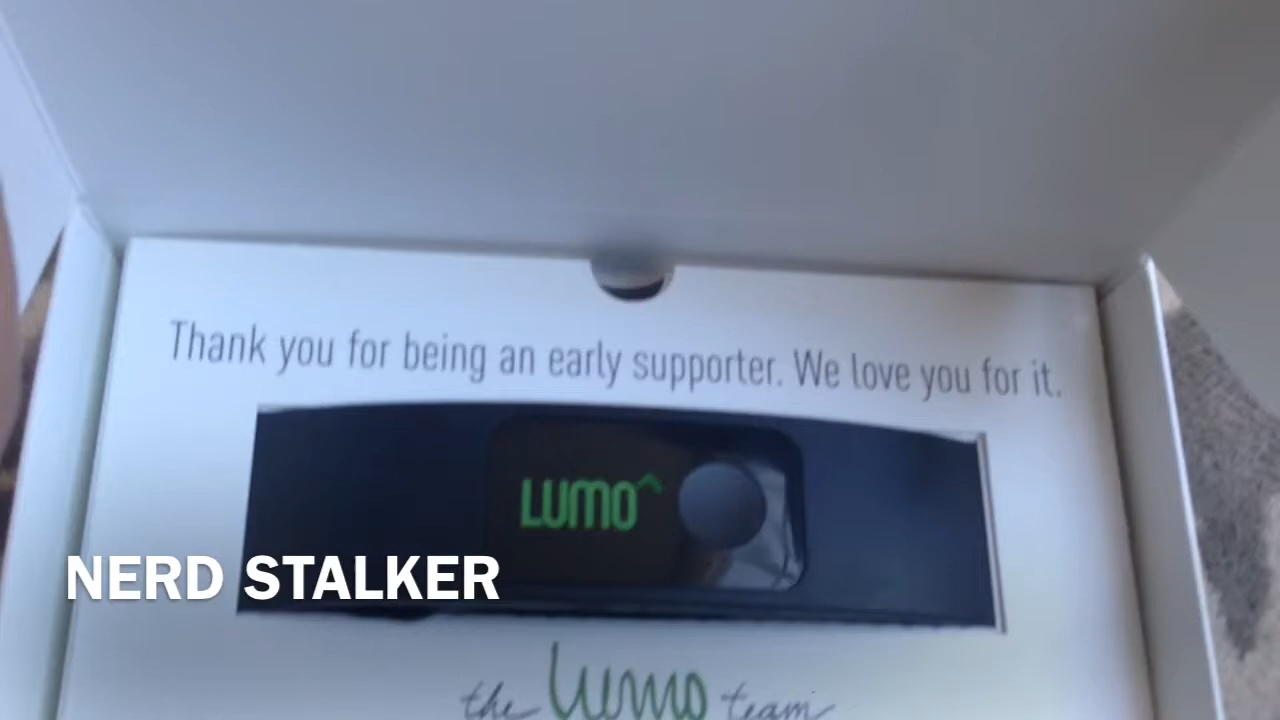 Thank you for being an early supporter. We love you for it.
LUMO
NERD STALKER
the lumo team